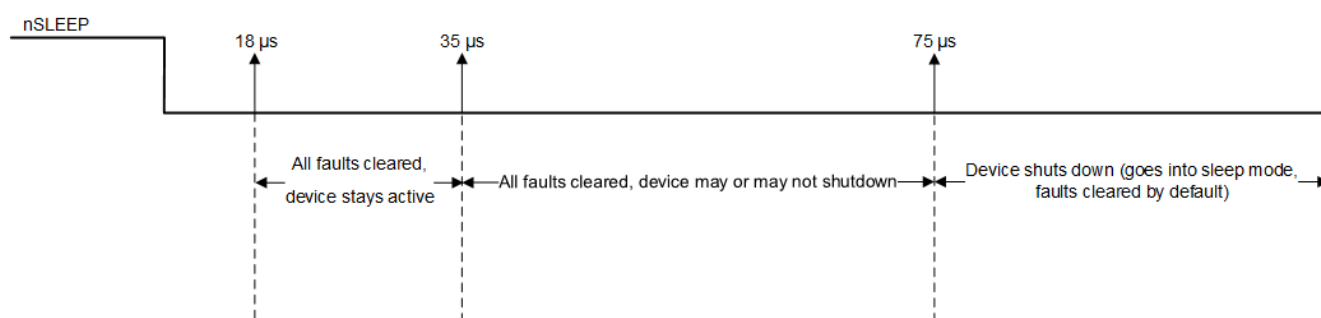 nSLEEP
18 µs
35 µs
75 µs
All faults cleared,
device stays active
All faults cleared, device may or may not shutdown
Device shuts down (goes into sleep mode,
faults cleared by default)